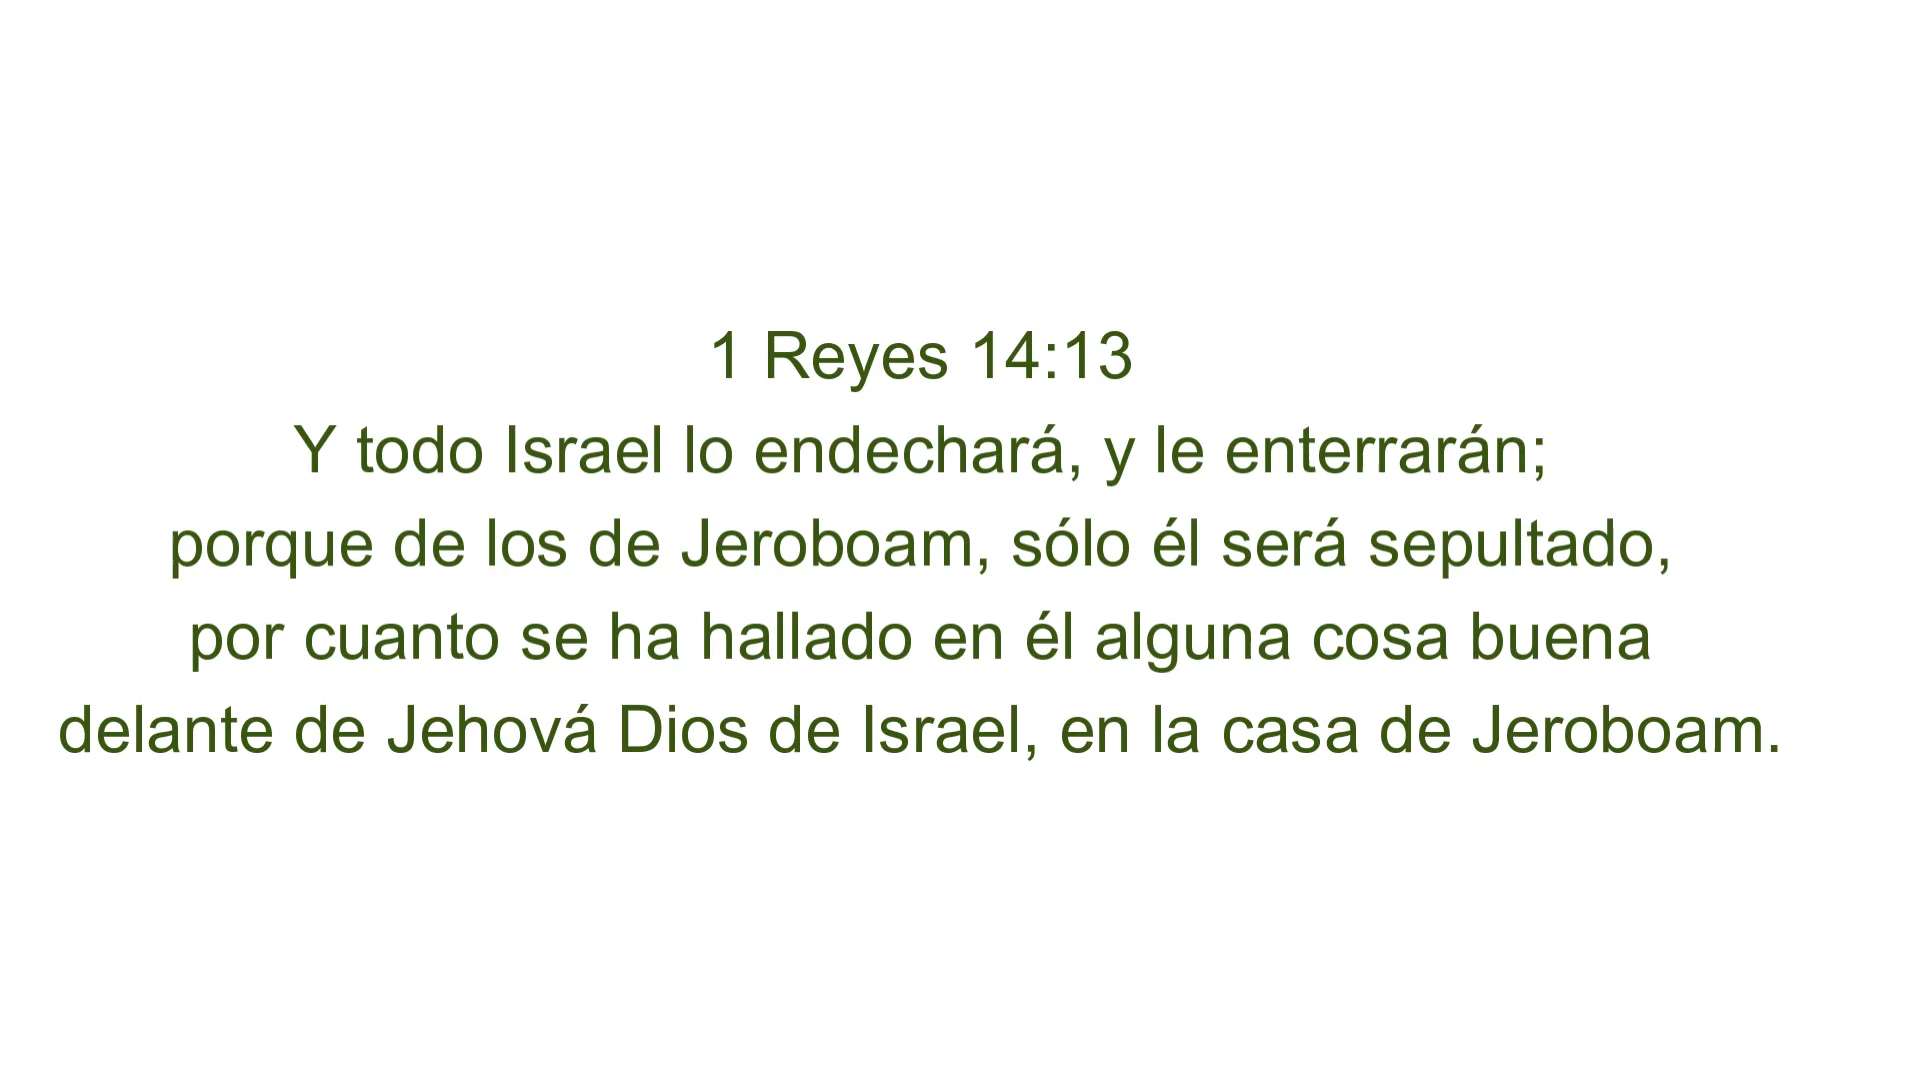 1 Reyes 14:13
Y todo Israel lo endechará, y le enterrarán;
porque de los de Jeroboam, sólo él será sepultado,
por cuanto se ha hallado en él alguna cosa buena
delante de Jehová Dios de Israel, en la casa de Jeroboam.